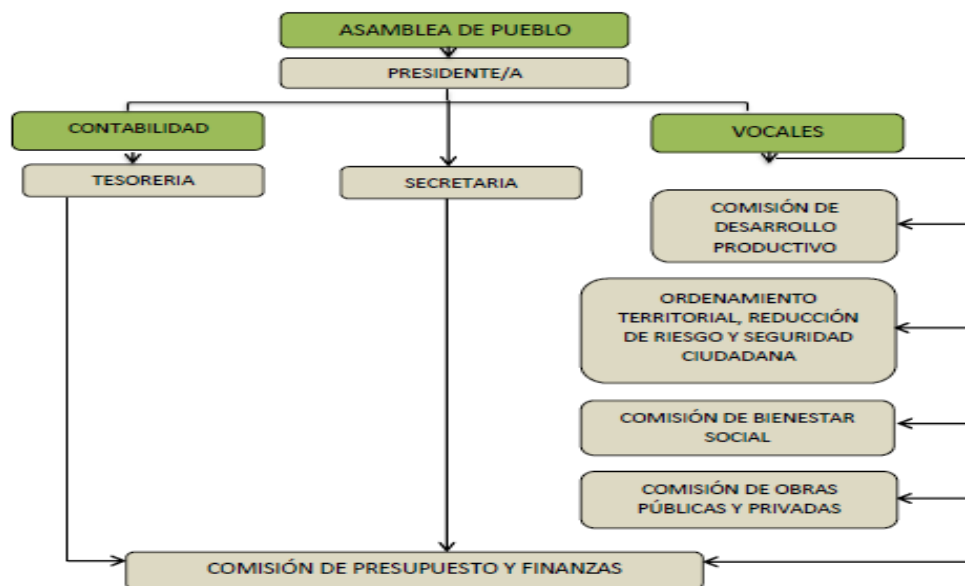 ASAMBLEA DE PUEBLO
PRESIDENTE/A
CONTABILIDAD
VOCALES
TESORERIA
SECRETARIA
COMISIÓN DE
DESARROLLO
PRODUCTIVO
ORDENAMIENTO
TERRITORIAL, REDUCCIÓN
DE RIESGO Y SEGURIDAD
CIUDADANA
COMISIÓN DE BIENESTAR
SOCIAL
COMISIÓN DE OBRAS
PÚBLICAS Y PRIVADAS
COMISIÓN DE PRESUPUESTO Y FINANZAS